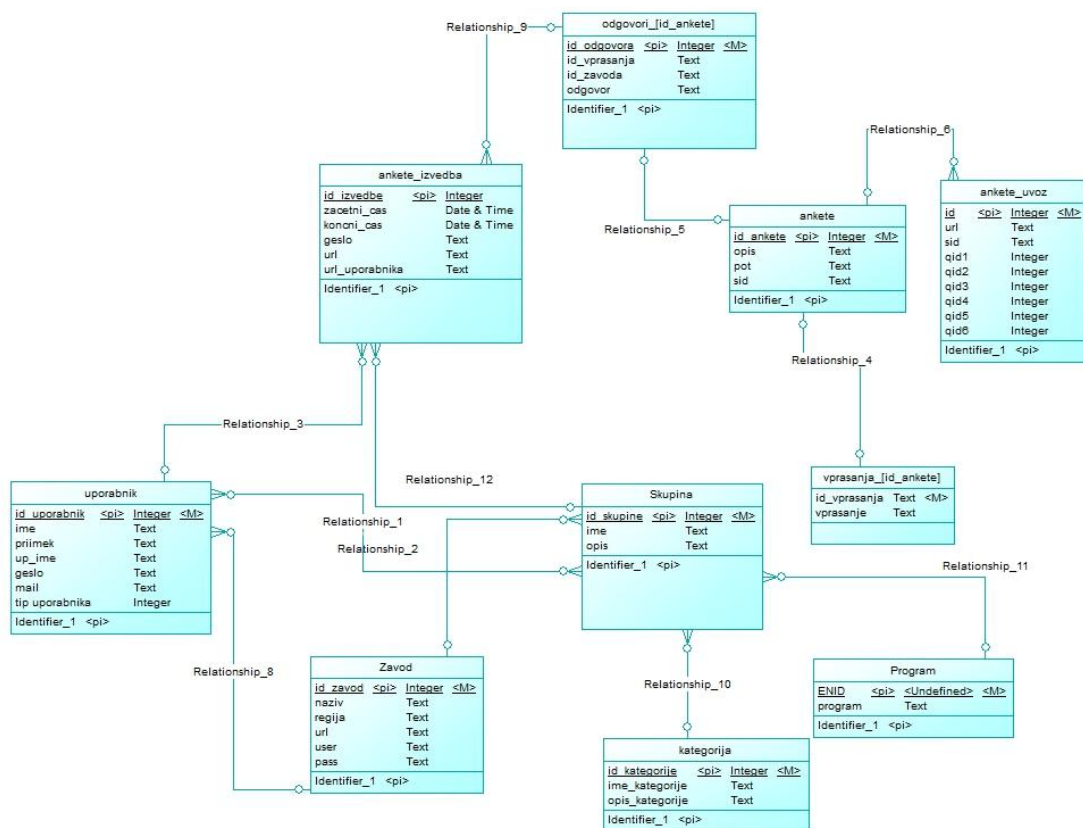 Relationship_9
odgovori_[id_ankete]
id_odgovora <pi> Integer <M>
id_vprasanja Text
id_zavoda Text
odgovor Text
Identifier_1 <pi>
Relationship_6
ankete_izvedba
id_izvedbe <pi> Integer
zacetni_cas Date & Time
koncni_cas Date & Time
geslo Text
url Text
url_uporabnika Text
Identifier_1 <pi>
Relationship_5
ankete
id_ankete <pi> Integer <M>
opis Text
pot Text
sid Text
Identifier_1 <pi>
ankete_uvoz
id <pi> Integer <M>
url Text
sid Text
qid1 Integer
qid2 Integer
qid3 Integer
qid4 Integer
qid5 Integer
qid6 Integer
Identifier_1 <pi>
Relationship_4
Relationship_3
Relationship_12
uporabnik
id_uporabnik <pi> Integer <M>
ime Text
priimek Text
up_ime Text
geslo Text
mail Text
tip uporabnika Integer
Identifier_1 <pi>
Relationship_1
Relationship_2
Skupina
id_skupine <pi> Integer <M>
ime Text
opis Text
Identifier_1 <pi>
vprasanja_[id_ankete]
id_vprasanja Text <M>
vprasanje Text
Relationship_11
Relationship_8
Zavod
id_zavod <pi> Integer <M>
naziv Text
regija Text
url Text
user Text
pass Text
Identifier_1 <pi>
Relationship_10
Program
ENID <pi> <Undefined> <M>
program Text
Identifier_1 <pi>
kategorija
id_kategorije <pi> Integer <M>
ime_kategorije Text
opis_kategorije Text
Identifier_1 <pi>